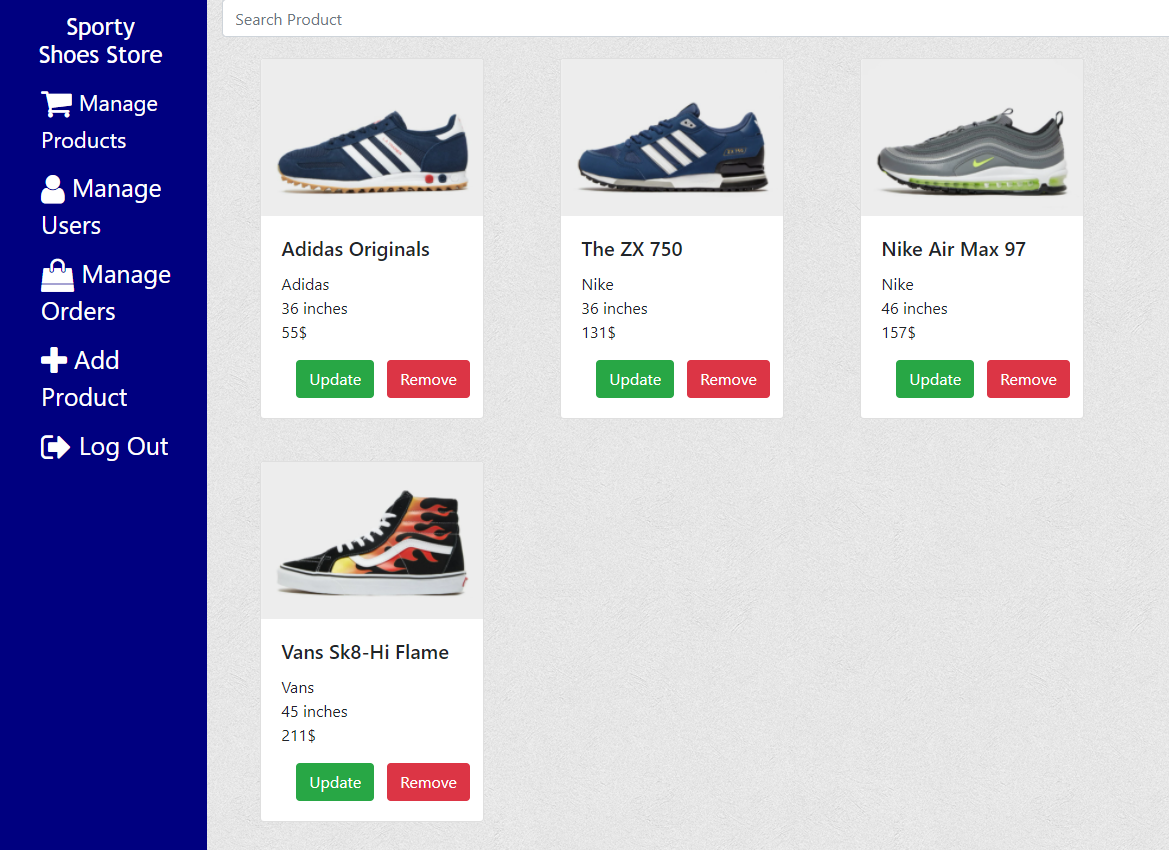 Sporty
Shoes Store
Manage
Products
Manage
Users
Manage
Orders
Add
Product
Log Out
Search Product
Adidas Originals
Adidas
36 inches
55$
Update Remove
The ZX 750
Nike
36 inches
131$
Update Remove
Nike Air Max 97
Nike
46 inches
157$
Update Remove
Vans Sk8-Hi Flame
Vans
45 inches
211$
Update Remove